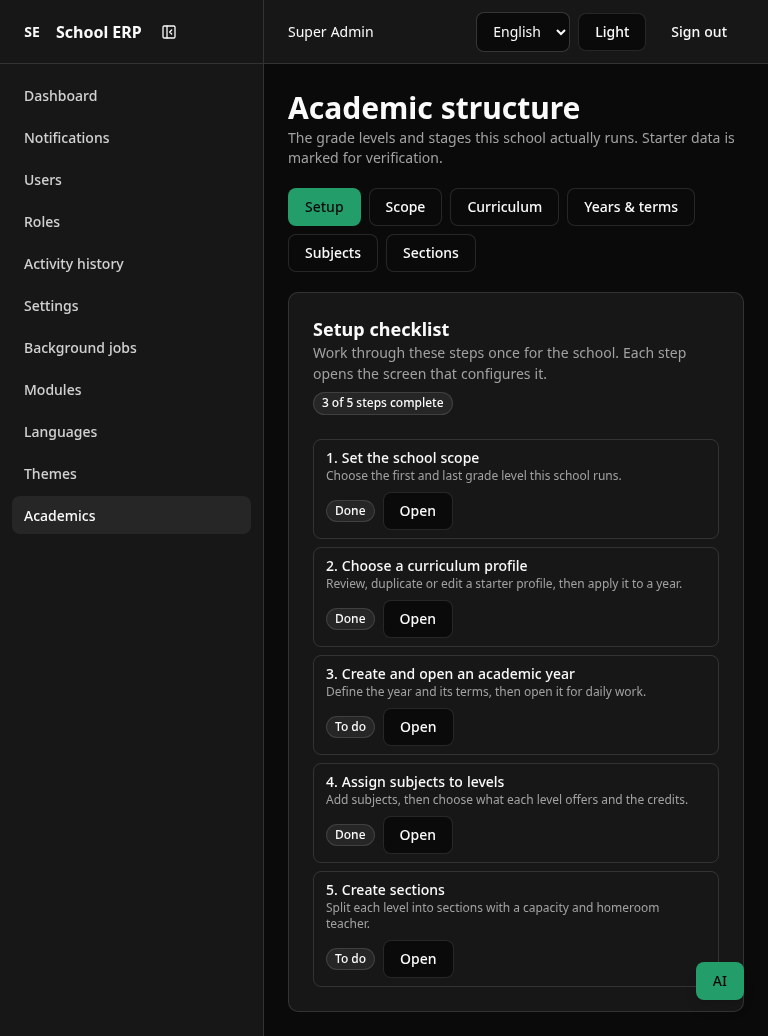 SE School ERP
Super Admin
English
Light
Sign out
Dashboard
Notifications
Users
Roles
Activity history
Settings
Background jobs
Modules
Languages
Themes
Academics
Academic structure
The grade levels and stages this school actually runs. Starter data is
marked for verification.
Setup
Scope
Curriculum
Years & terms
Subjects
Sections
Setup checklist
Work through these steps once for the school. Each step
opens the screen that configures it.
3 of 5 steps complete
1. Set the school scope
Choose the first and last grade level this school runs.
Done
Open
2. Choose a curriculum profile
Review, duplicate or edit a starter profile, then apply it to a year.
Done
Open
3. Create and open an academic year
Define the year and its terms, then open it for daily work.
To do
Open
4. Assign subjects to levels
Add subjects, then choose what each level offers and the credits.
Done
Open
5. Create sections
Split each level into sections with a capacity and homeroom
teacher.
To do
Open
AI